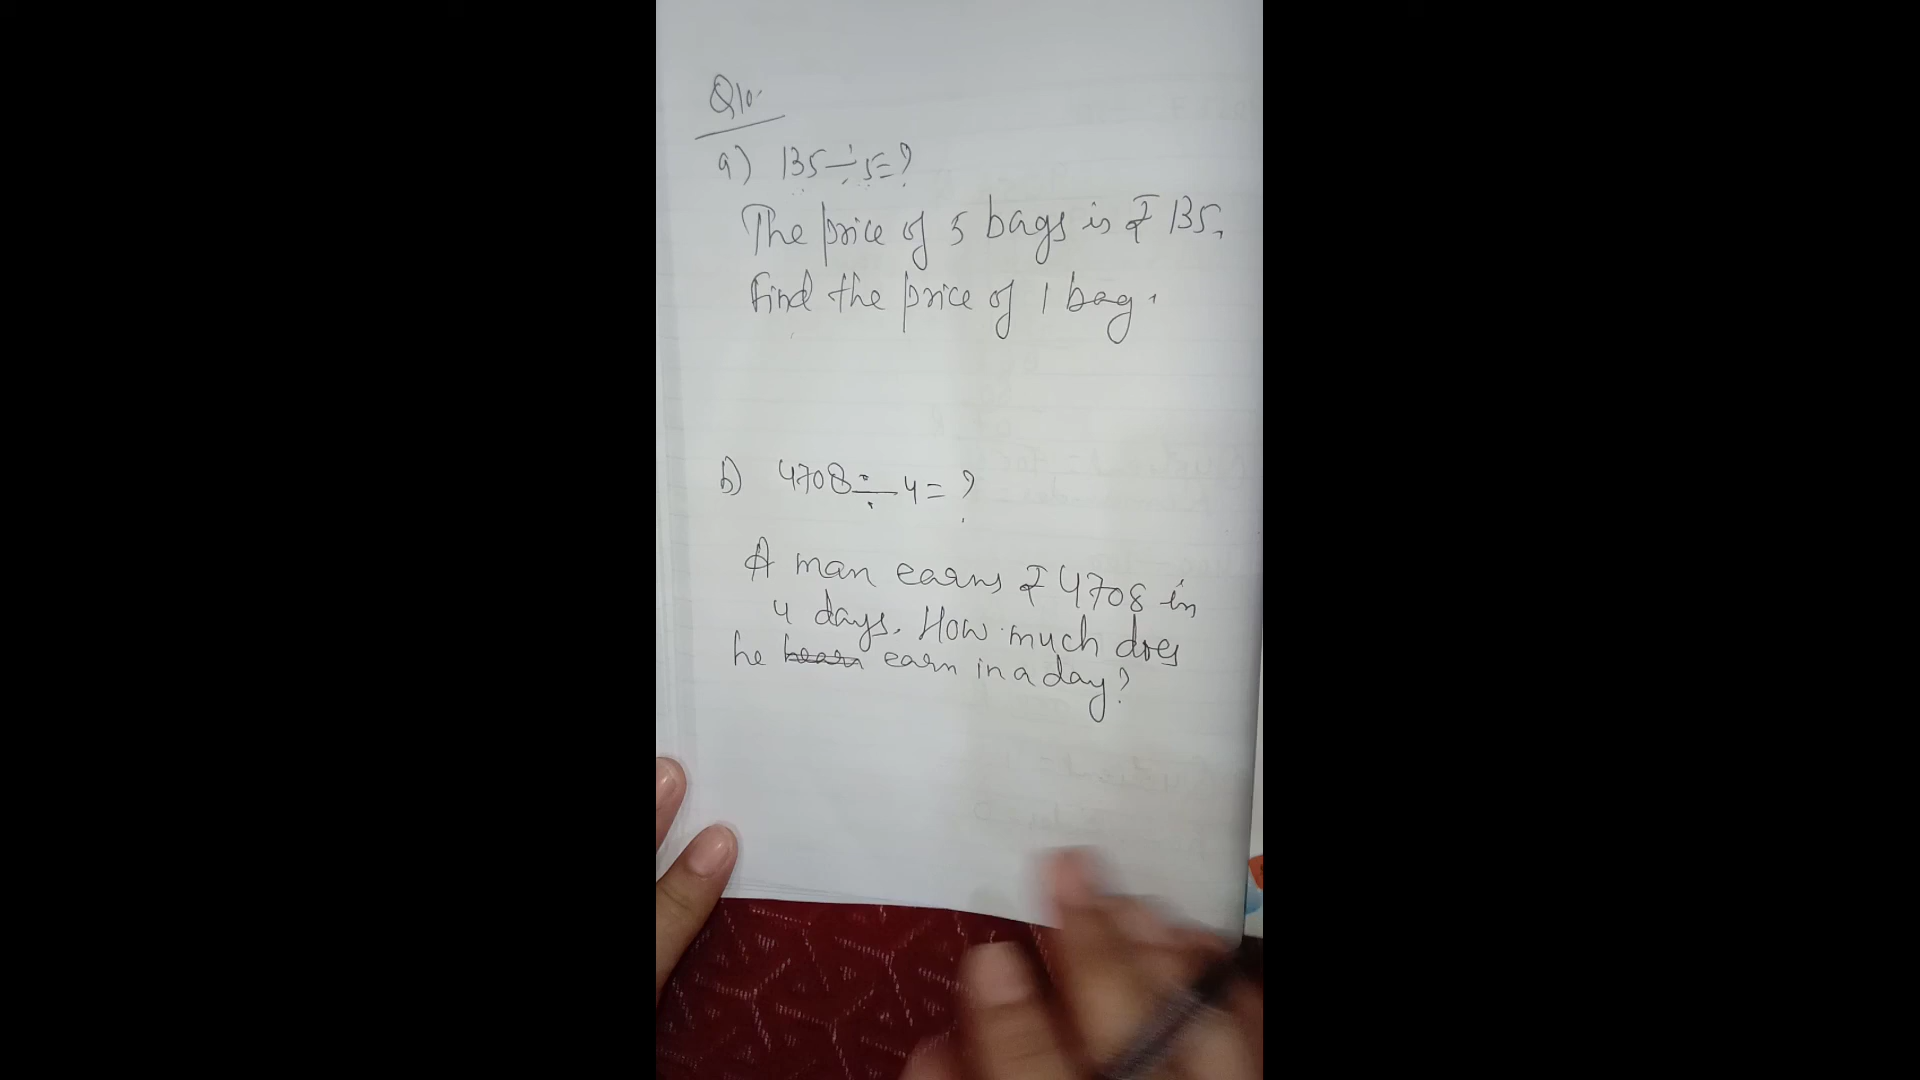 Q10.
a) 135÷5=?
The price of 5 bags is ₹ 135.
Find the price of 1 bag.
b) 4708 ÷ 4 = ?
A man earns ₹ 4708 in
4 days. How much does
he earn in a day?